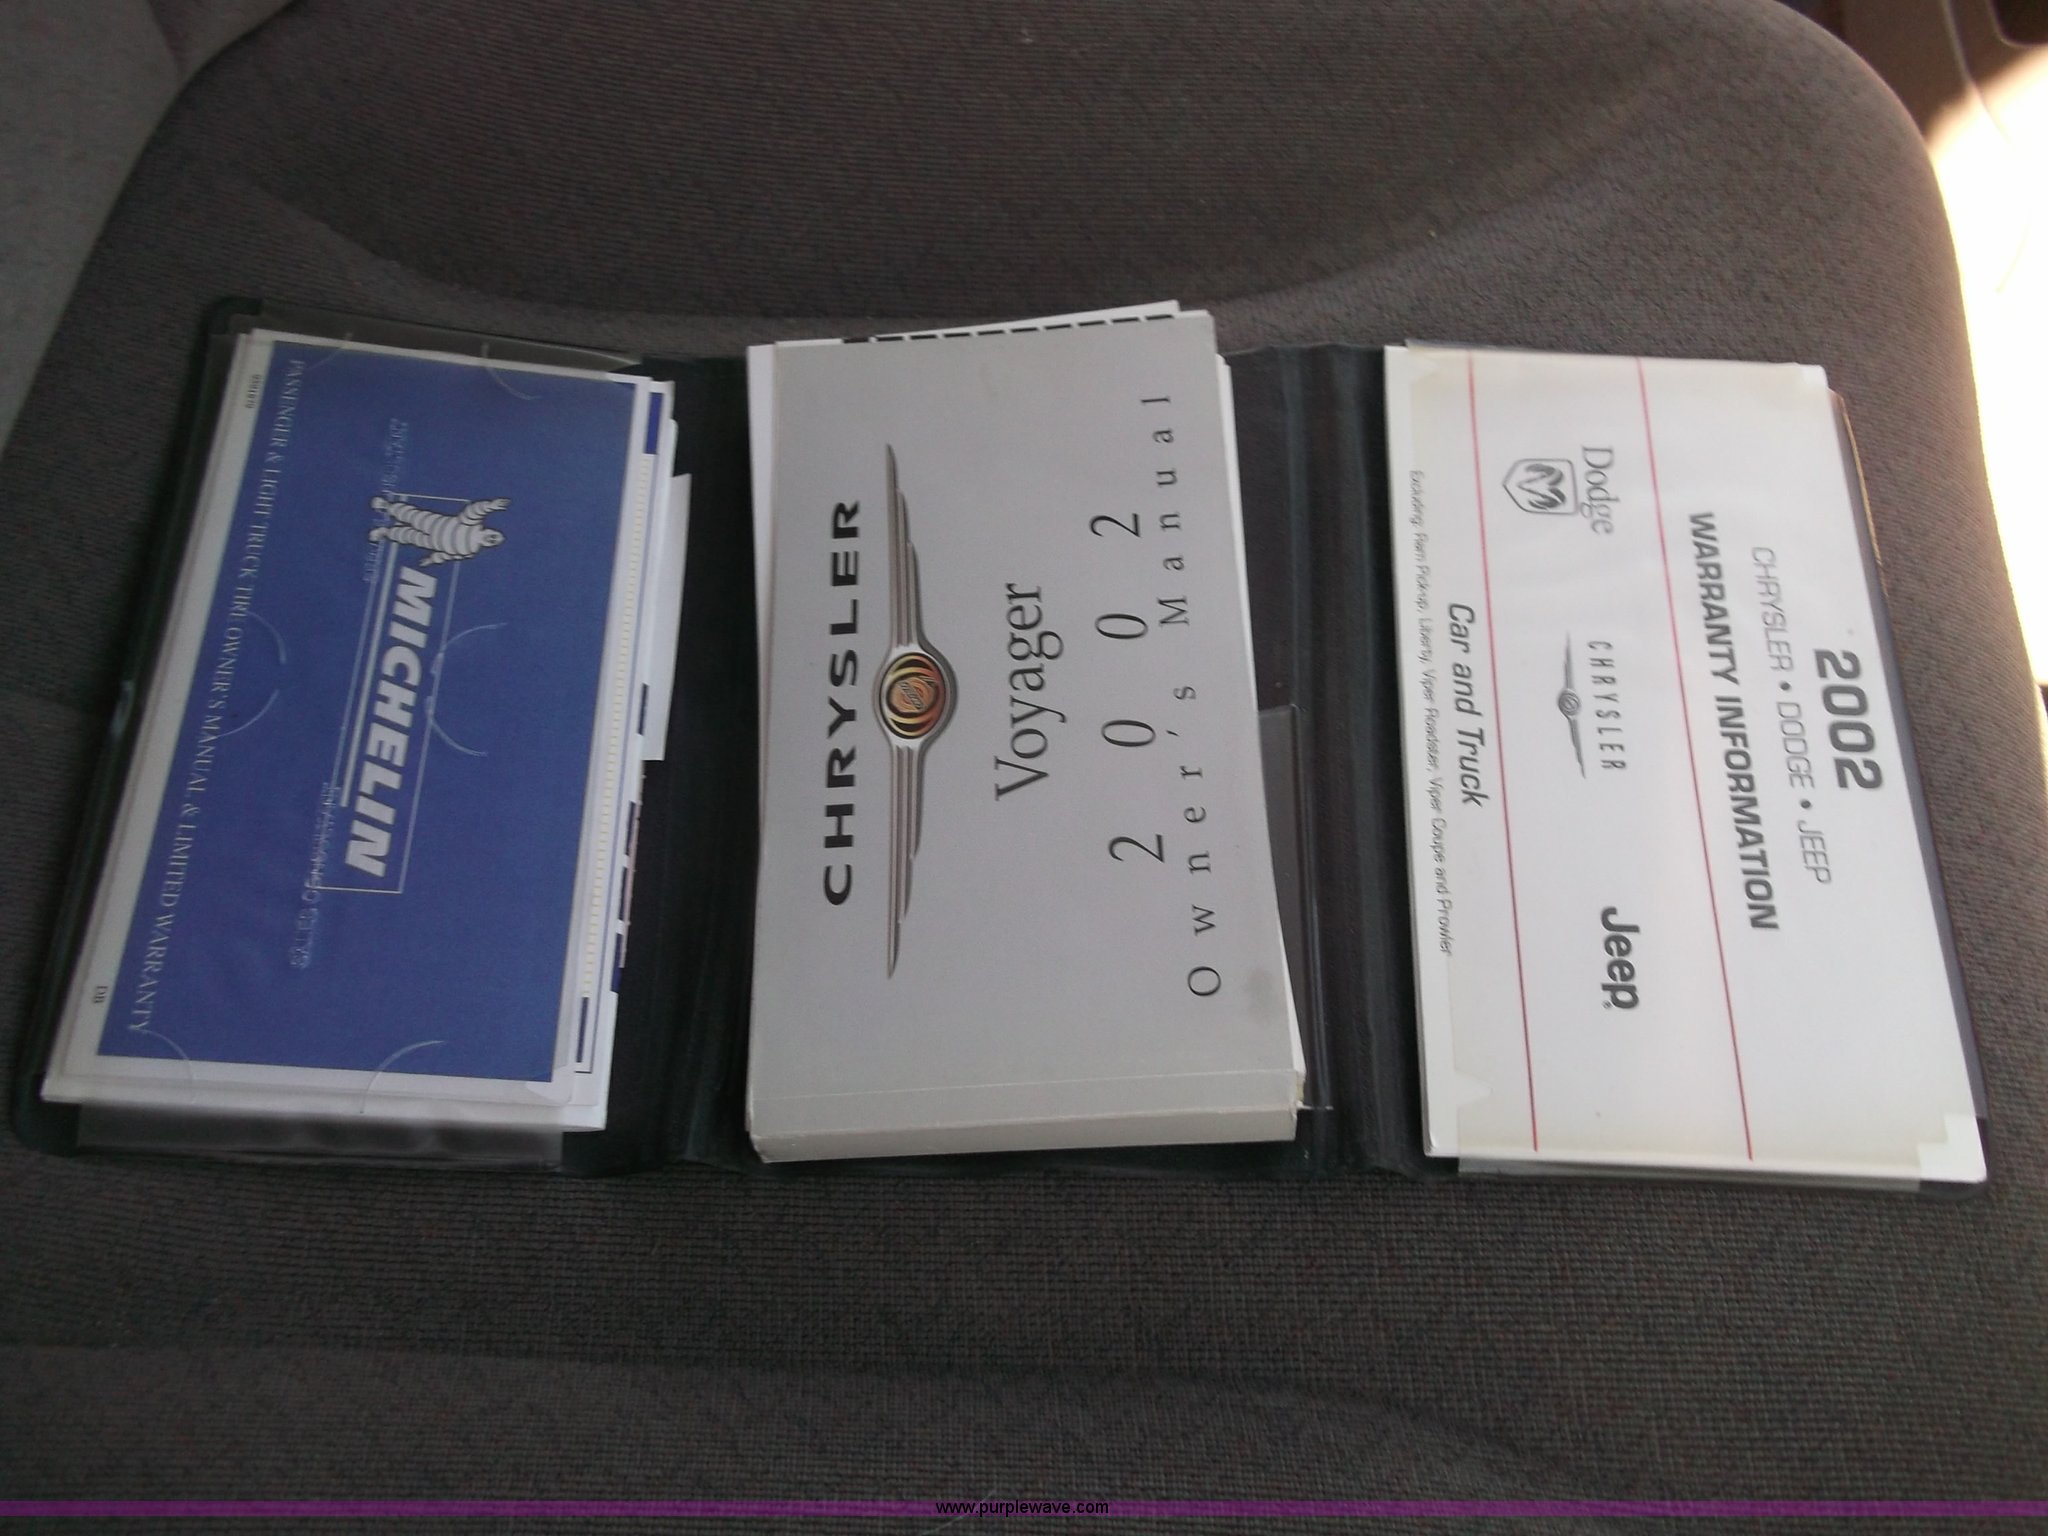 PASSENGER & LIGHT TRUCK TIRE OWNER'S MANUAL & LIMITED WARRANTY
MICHELIN
DB
CHRYSLER
Voyager
2002
Owner's Manual
2002
CHRYSLER • DODGE • JEEP
WARRANTY INFORMATION
Dodge
CHRYSLER
Jeep
Car and Truck
Excluding: Ram Pickup, Liberty, Viper Roadster, Viper Coupe and Prowler
www.purplewave.com